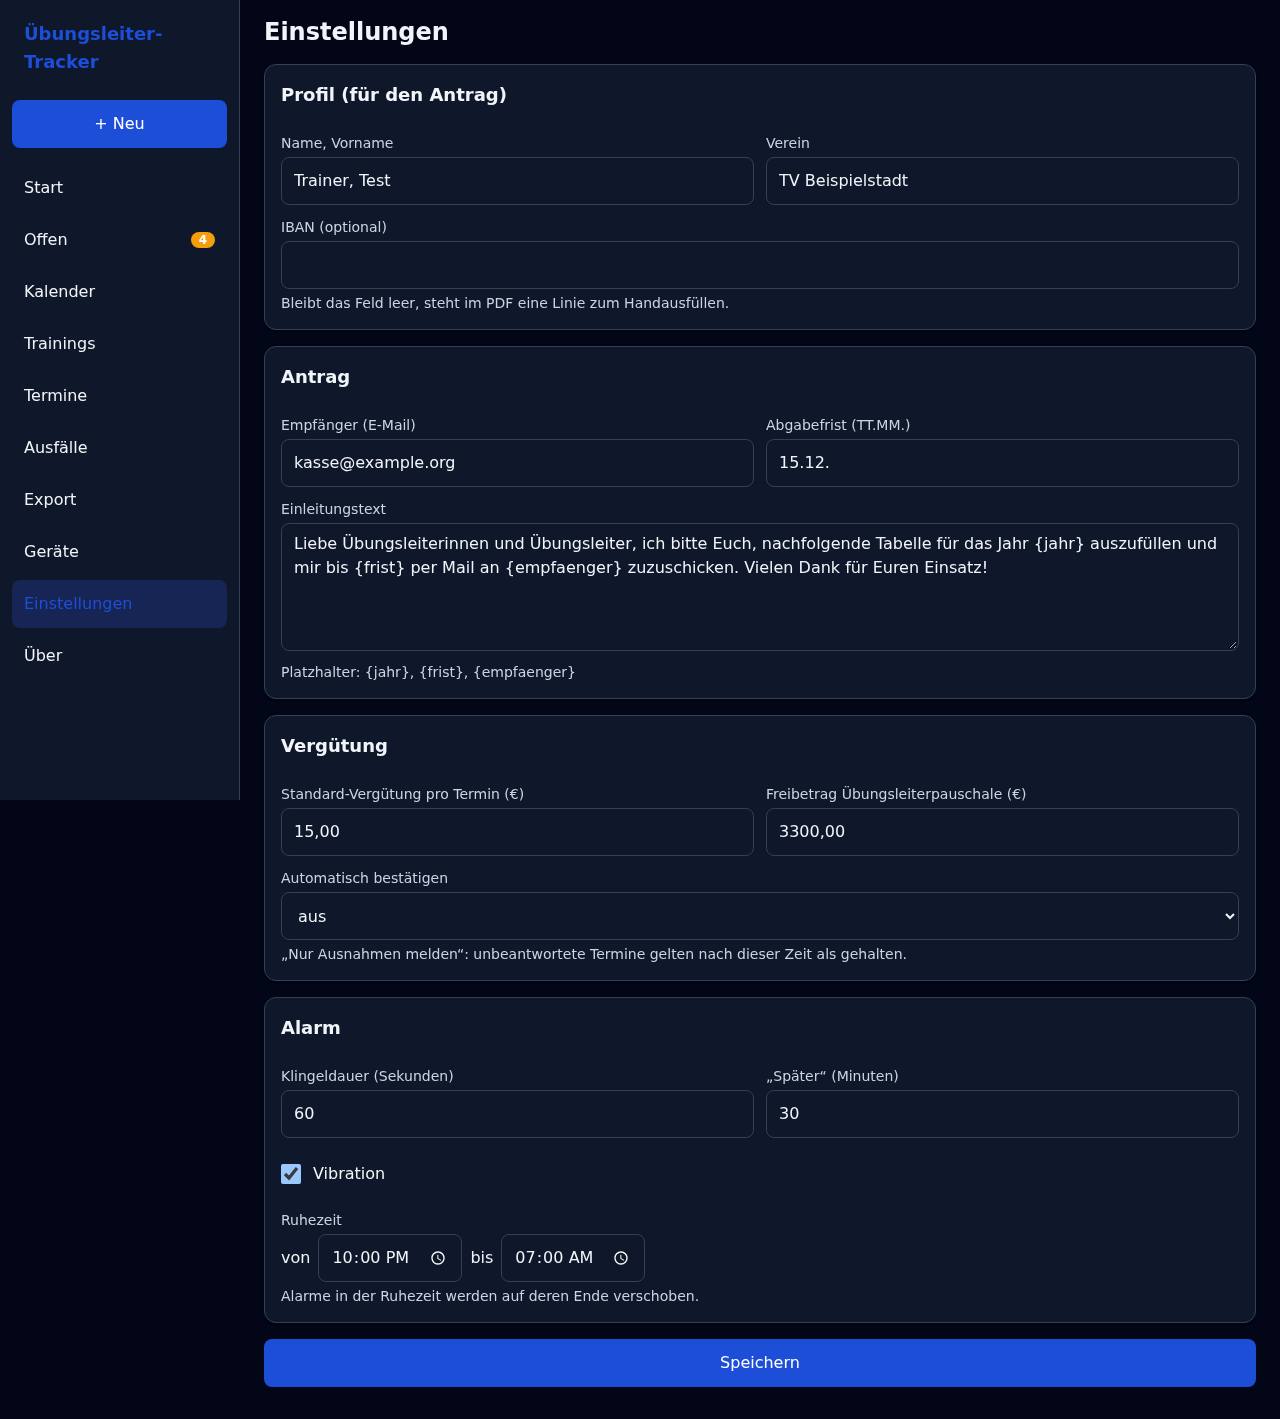 Übungsleiter-
Tracker
+ Neu
Start
Offen 4
Kalender
Trainings
Termine
Ausfälle
Export
Geräte
Einstellungen
Über
Einstellungen
Profil (für den Antrag)
Name, Vorname
Trainer, Test
Verein
TV Beispielstadt
IBAN (optional)
Bleibt das Feld leer, steht im PDF eine Linie zum Handausfüllen.
Antrag
Empfänger (E-Mail)
kasse@example.org
Abgabefrist (TT.MM.)
15.12.
Einleitungstext
Liebe Übungsleiterinnen und Übungsleiter, ich bitte Euch, nachfolgende Tabelle für das Jahr {jahr} auszufüllen und
mir bis {frist} per Mail an {empfaenger} zuzuschicken. Vielen Dank für Euren Einsatz!
Platzhalter: {jahr}, {frist}, {empfaenger}
Vergütung
Standard-Vergütung pro Termin (€)
15,00
Freibetrag Übungsleiterpauschale (€)
3300,00
Automatisch bestätigen
aus
„Nur Ausnahmen melden“: unbeantwortete Termine gelten nach dieser Zeit als gehalten.
Alarm
Klingeldauer (Sekunden)
60
„Später“ (Minuten)
30
Vibration
Ruhezeit
von 10:00 PM bis 07:00 AM
Alarme in der Ruhezeit werden auf deren Ende verschoben.
Speichern